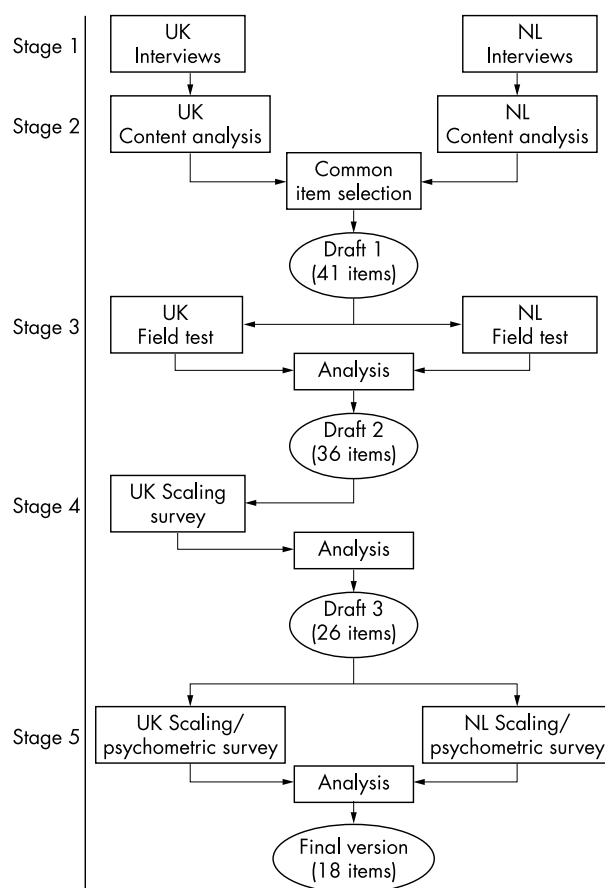 Stage 1
UK
Interviews
NL
Interviews
Stage 2
UK
Content analysis
NL
Content analysis
Common
item selection
Draft 1
(41 items)
Stage 3
UK
Field test
NL
Field test
Analysis
Draft 2
(36 items)
Stage 4
UK Scaling
survey
Analysis
Draft 3
(26 items)
Stage 5
UK Scaling/
psychometric survey
NL Scaling/
psychometric survey
Analysis
Final version
(18 items)